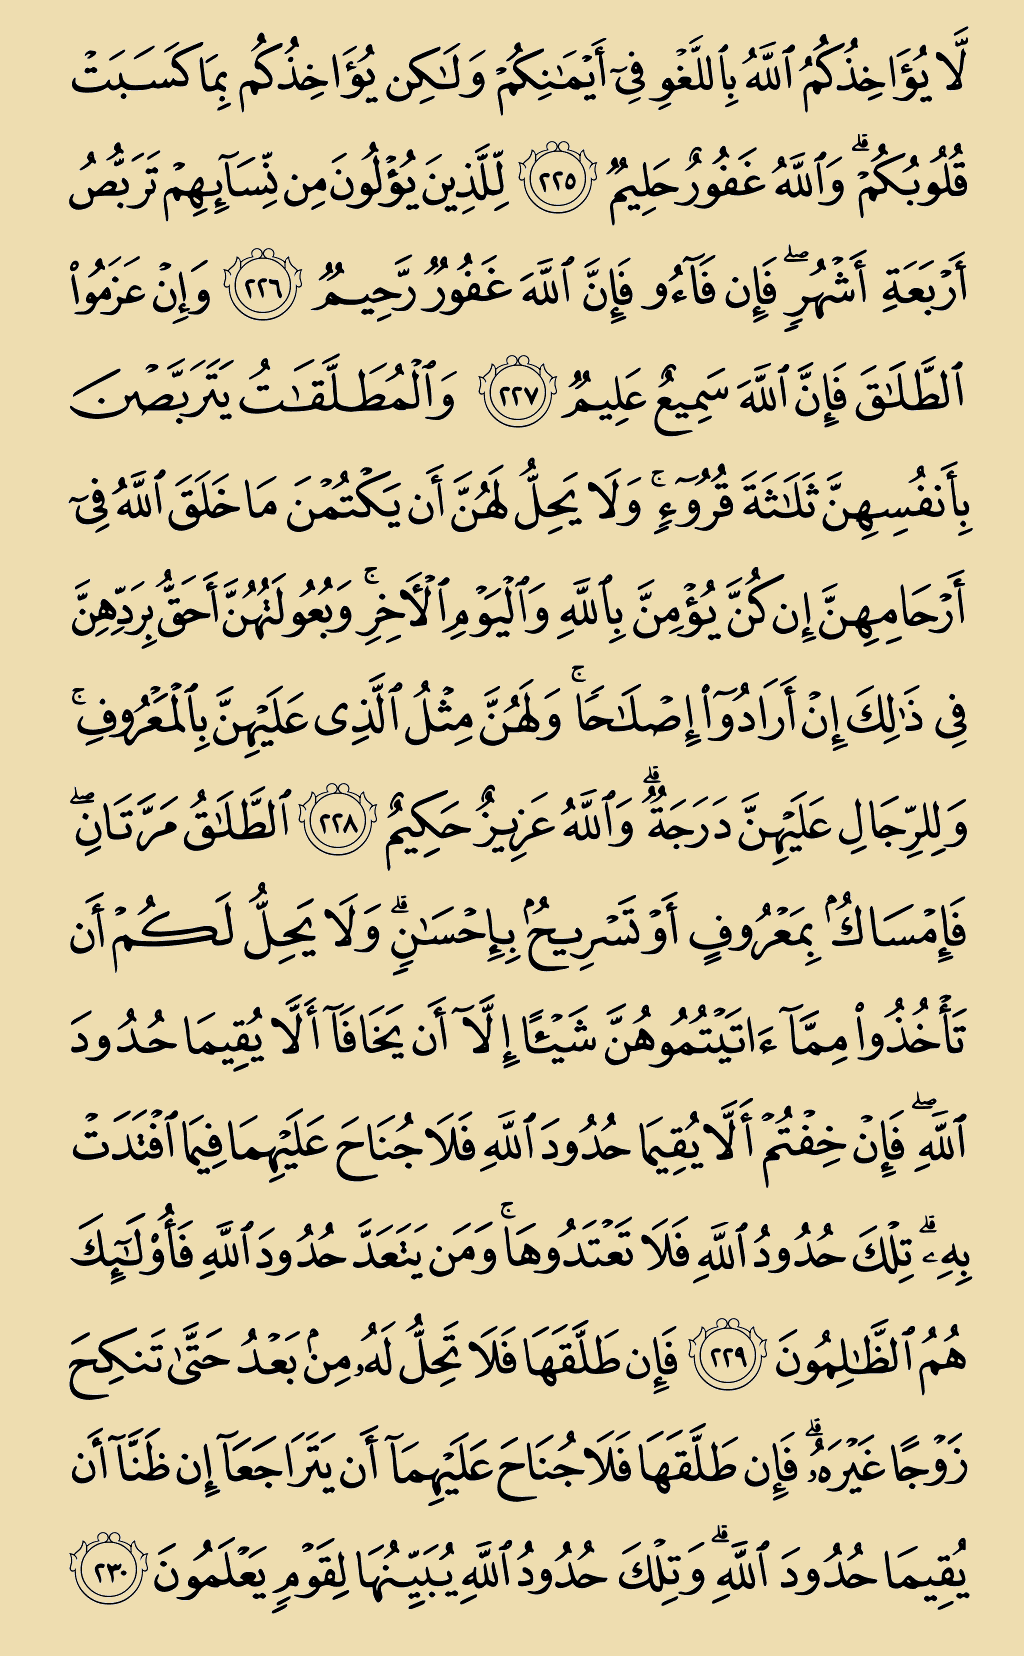 لَّا يُؤَاخِذُكُمُ ٱللَّهُ بِٱللَّغۡوِ فِيٓ أَيۡمَٰنِكُمۡ وَلَٰكِن يُؤَاخِذُكُم بِمَا كَسَبَتۡ
قُلُوبُكُمۡۗ وَٱللَّهُ غَفُورٌ حَلِيمٞ ٢٢٥ لِّلَّذِينَ يُؤۡلُونَ مِن نِّسَآئِهِمۡ تَرَبُّصُ
أَرۡبَعَةِ أَشۡهُرٖۖ فَإِن فَآءُو فَإِنَّ ٱللَّهَ غَفُورٞ رَّحِيمٞ ٢٢٦ وَإِنۡ عَزَمُواْ
ٱلطَّلَٰقَ فَإِنَّ ٱللَّهَ سَمِيعٌ عَلِيمٞ ٢٢٧ وَٱلۡمُطَلَّقَٰتُ يَتَرَبَّصۡنَ
بِأَنفُسِهِنَّ ثَلَٰثَةَ قُرُوٓءٖۚ وَلَا يَحِلُّ لَهُنَّ أَن يَكۡتُمۡنَ مَا خَلَقَ ٱللَّهُ فِيٓ
أَرۡحَامِهِنَّ إِن كُنَّ يُؤۡمِنَّ بِٱللَّهِ وَٱلۡيَوۡمِ ٱلۡأٓخِرِۚ وَبُعُولَتُهُنَّ أَحَقُّ بِرَدِّهِنَّ
فِي ذَٰلِكَ إِنۡ أَرَادُوٓاْ إِصۡلَٰحٗاۚ وَلَهُنَّ مِثۡلُ ٱلَّذِي عَلَيۡهِنَّ بِٱلۡمَعۡرُوفِۚ
وَلِلرِّجَالِ عَلَيۡهِنَّ دَرَجَةٞۗ وَٱللَّهُ عَزِيزٌ حَكِيمٌ ٢٢٨ ٱلطَّلَٰقُ مَرَّتَانِۖ
فَإِمۡسَاكُۢ بِمَعۡرُوفٍ أَوۡ تَسۡرِيحُۢ بِإِحۡسَٰنٖۗ وَلَا يَحِلُّ لَكُمۡ أَن
تَأۡخُذُواْ مِمَّآ ءَاتَيۡتُمُوهُنَّ شَيۡـًٔا إِلَّآ أَن يَخَافَآ أَلَّا يُقِيمَا حُدُودَ
ٱللَّهِۖ فَإِنۡ خِفۡتُمۡ أَلَّا يُقِيمَا حُدُودَ ٱللَّهِ فَلَا جُنَاحَ عَلَيۡهِمَا فِيمَا ٱفۡتَدَتۡ
بِهِۦۗ تِلۡكَ حُدُودُ ٱللَّهِ فَلَا تَعۡتَدُوهَاۚ وَمَن يَتَعَدَّ حُدُودَ ٱللَّهِ فَأُوْلَٰٓئِكَ
هُمُ ٱلظَّٰلِمُونَ ٢٢٩ فَإِن طَلَّقَهَا فَلَا تَحِلُّ لَهُۥ مِنۢ بَعۡدُ حَتَّىٰ تَنكِحَ
زَوۡجًا غَيۡرَهُۥۗ فَإِن طَلَّقَهَا فَلَا جُنَاحَ عَلَيۡهِمَآ أَن يَتَرَاجَعَآ إِن ظَنَّآ أَن
يُقِيمَا حُدُودَ ٱللَّهِۗ وَتِلۡكَ حُدُودُ ٱللَّهِ يُبَيِّنُهَا لِقَوۡمٖ يَعۡلَمُونَ ٢٣٠